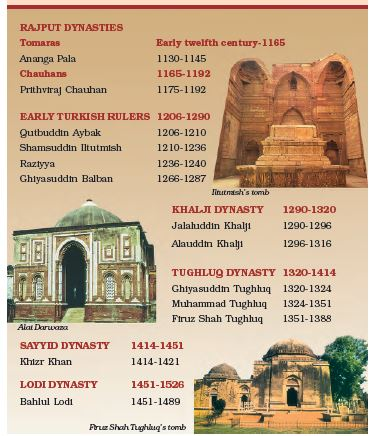 RAJPUT DYNASTIES
Tomaras Early twelfth century-1165
Ananga Pala 1130-1145
Chauhans 1165-1192
Prithviraj Chauhan 1175-1192
EARLY TURKISH RULERS 1206-1290
Qutbuddin Aybak 1206-1210
Shamsuddin Iltutmish 1210-1236
Raziyya 1236-1240
Ghiyasuddin Balban 1266-1287
Iltutmish's tomb
KHALJI DYNASTY 1290-1320
Jalaluddin Khalji 1290-1296
Alauddin Khalji 1296-1316
TUGHLUQ DYNASTY 1320-1414
Ghiyasuddin Tughluq 1320-1324
Muhammad Tughluq 1324-1351
Firuz Shah Tughluq 1351-1388
Alai Darwaza
SAYYID DYNASTY 1414-1451
Khizr Khan 1414-1421
LODI DYNASTY 1451-1526
Bahlul Lodi 1451-1489
Firuz Shah Tughluq's tomb